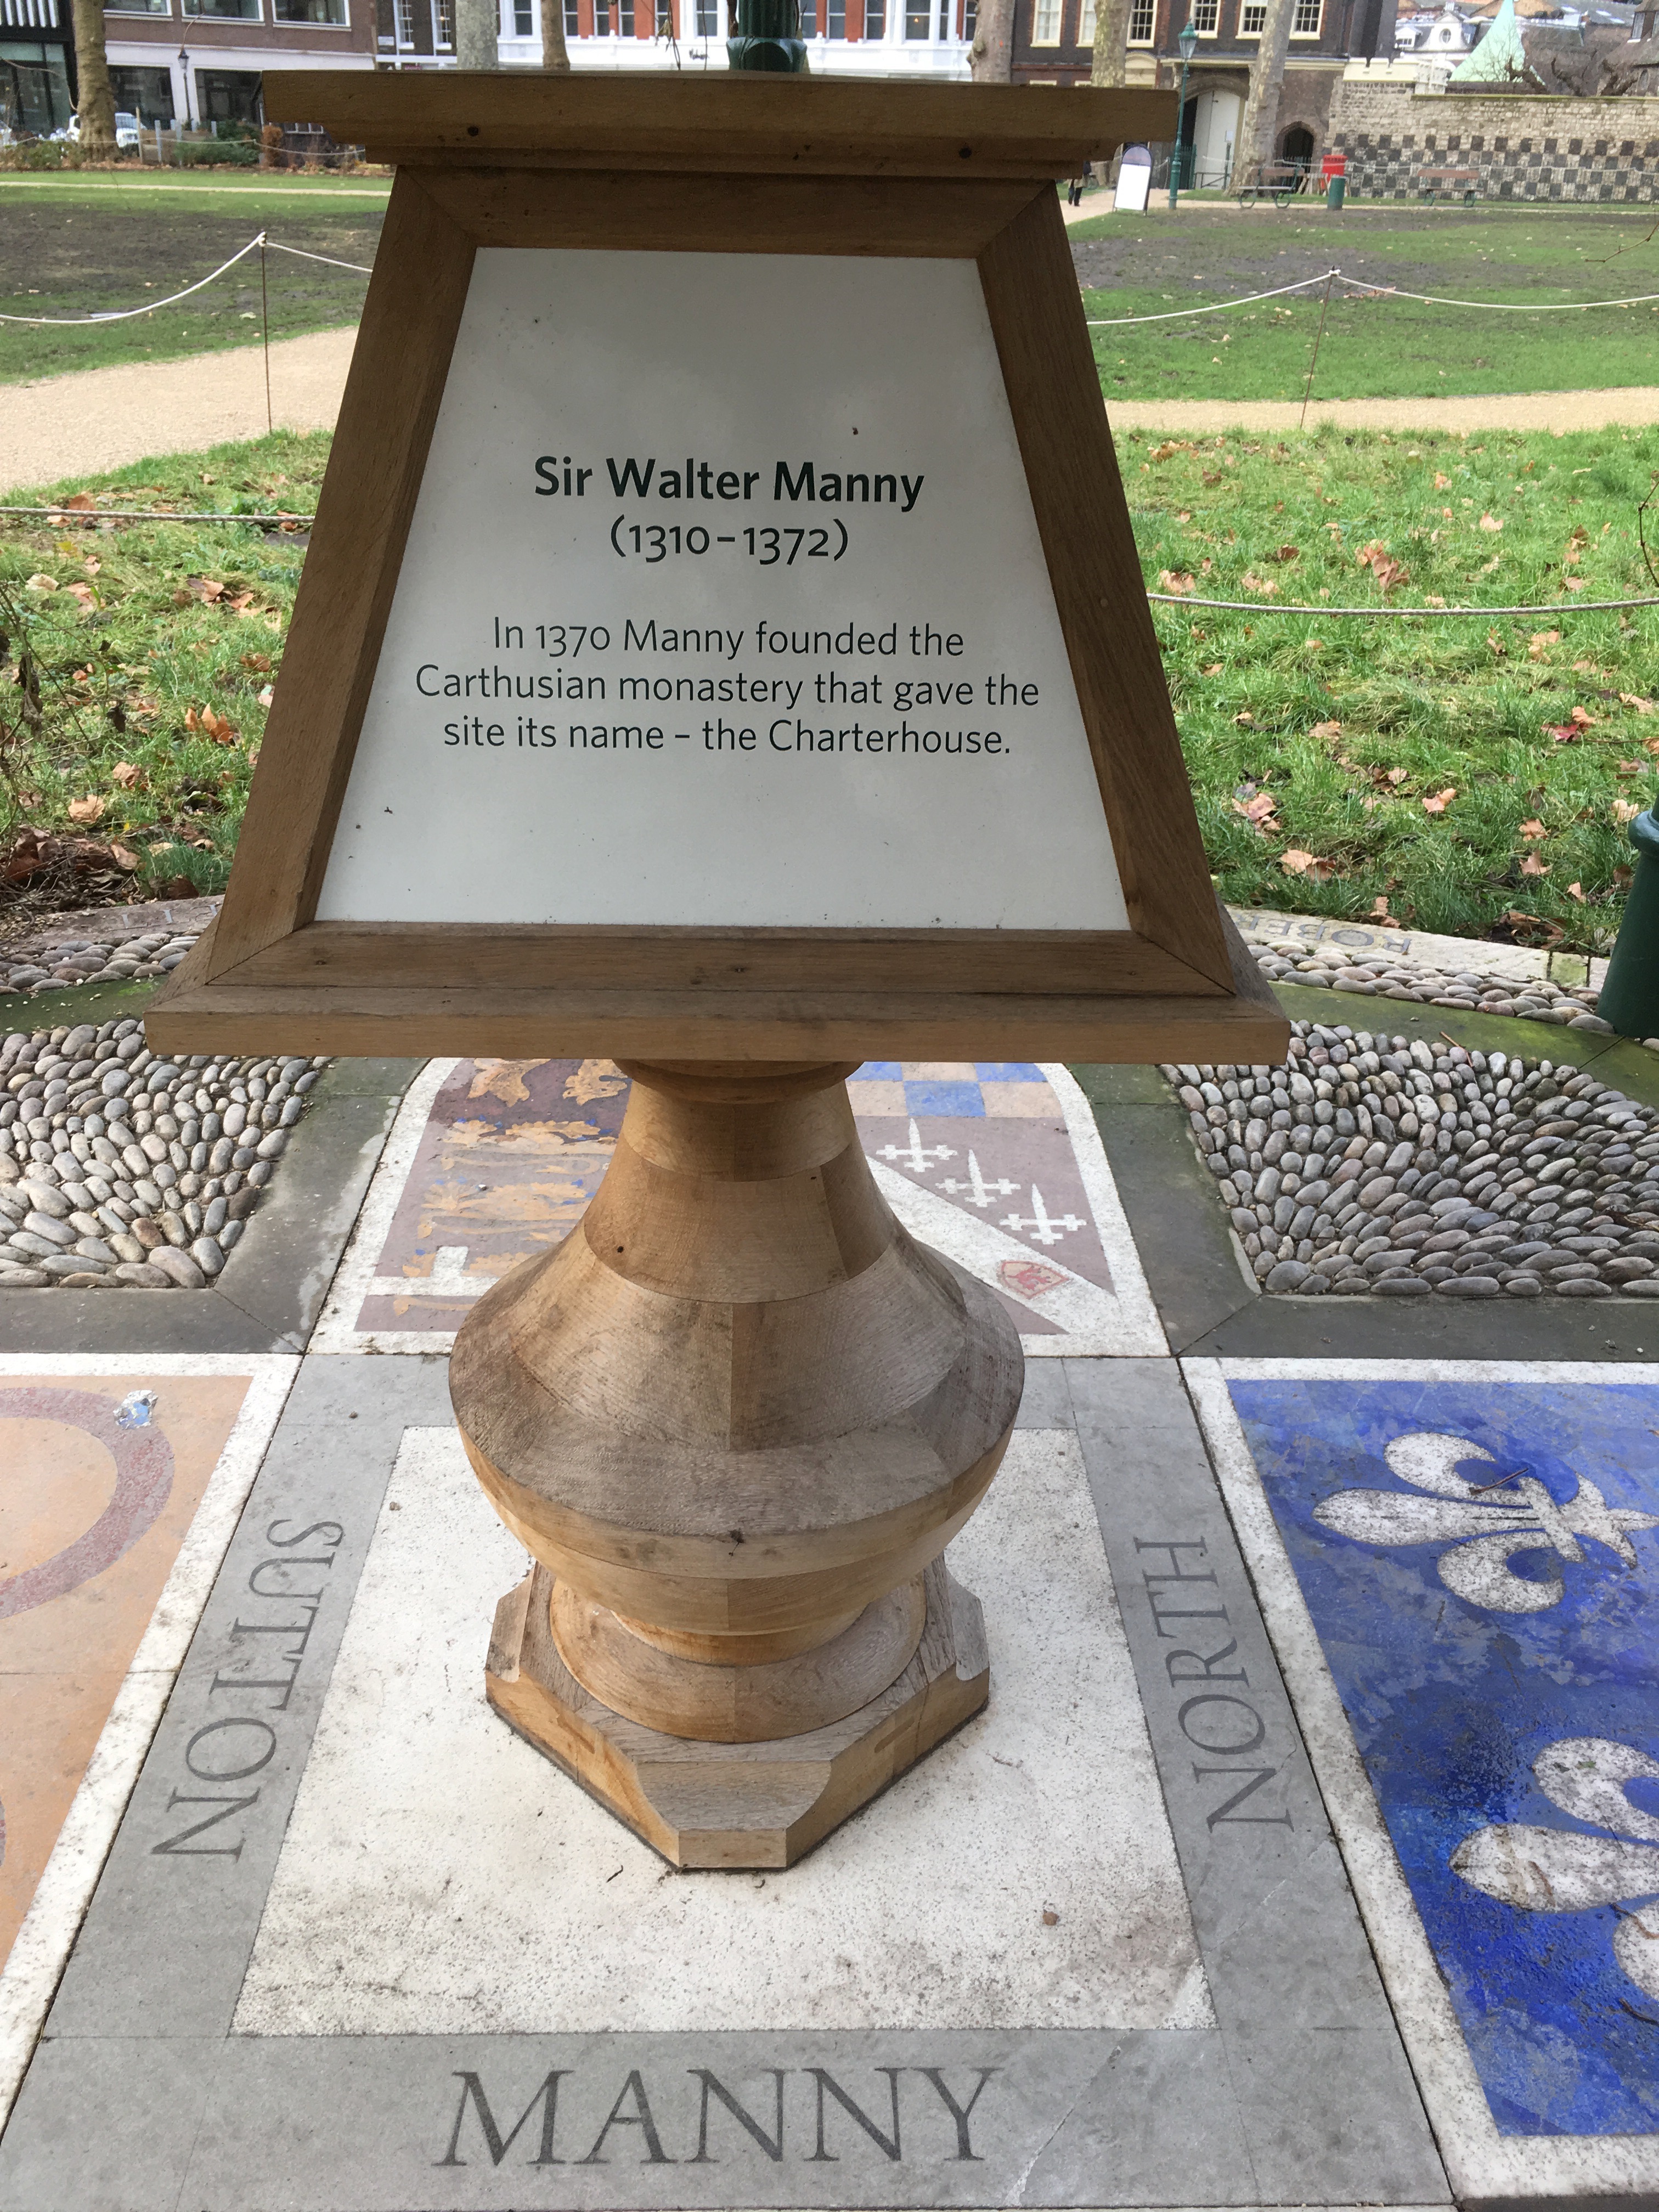 Sir Walter Manny
(1310–1372)
In 1370 Manny founded the
Carthusian monastery that gave the
site its name – the Charterhouse.
SUTTON
NORTH
MANNY